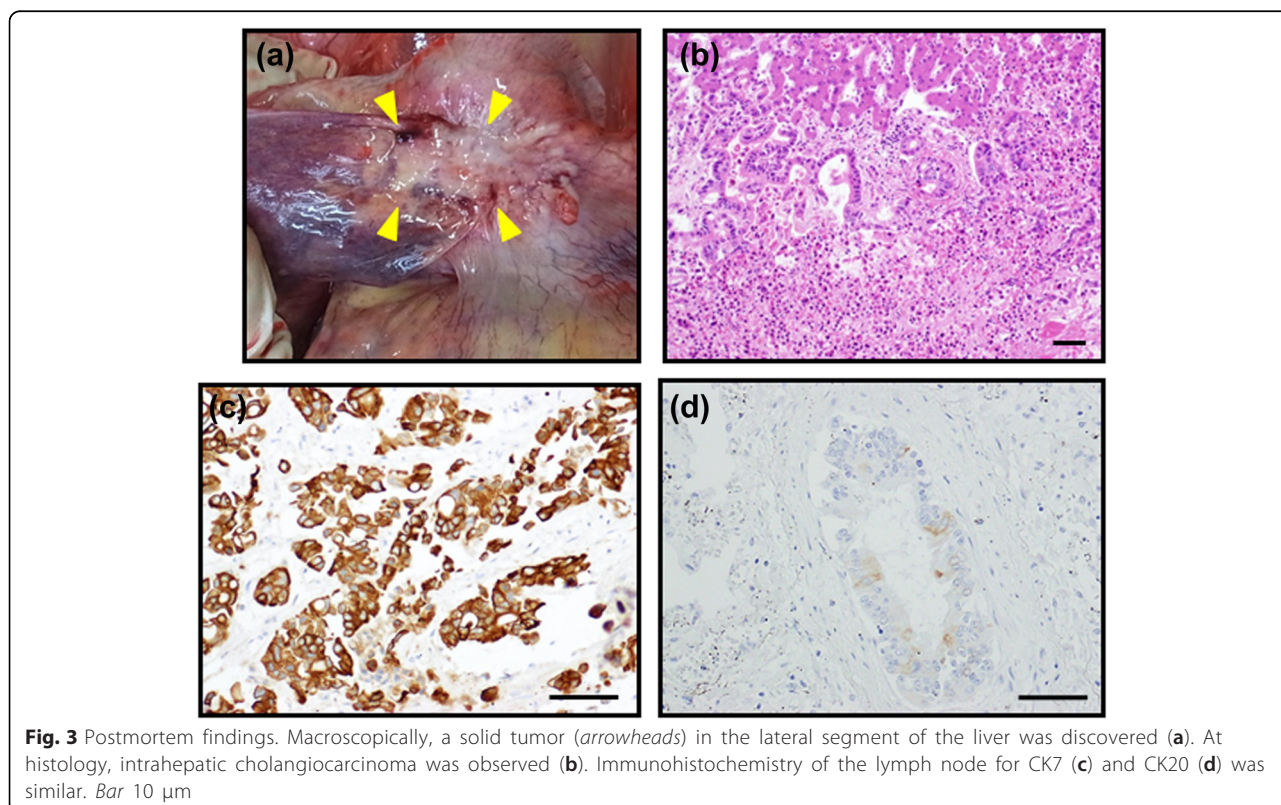 (a)
(b)
(c)
(d)
Fig. 3 Postmortem findings. Macroscopically, a solid tumor (arrowheads) in the lateral segment of the liver was discovered (a). At
histology, intrahepatic cholangiocarcinoma was observed (b). Immunohistochemistry of the lymph node for CK7 (c) and CK20 (d) was
similar. Bar 10 μm